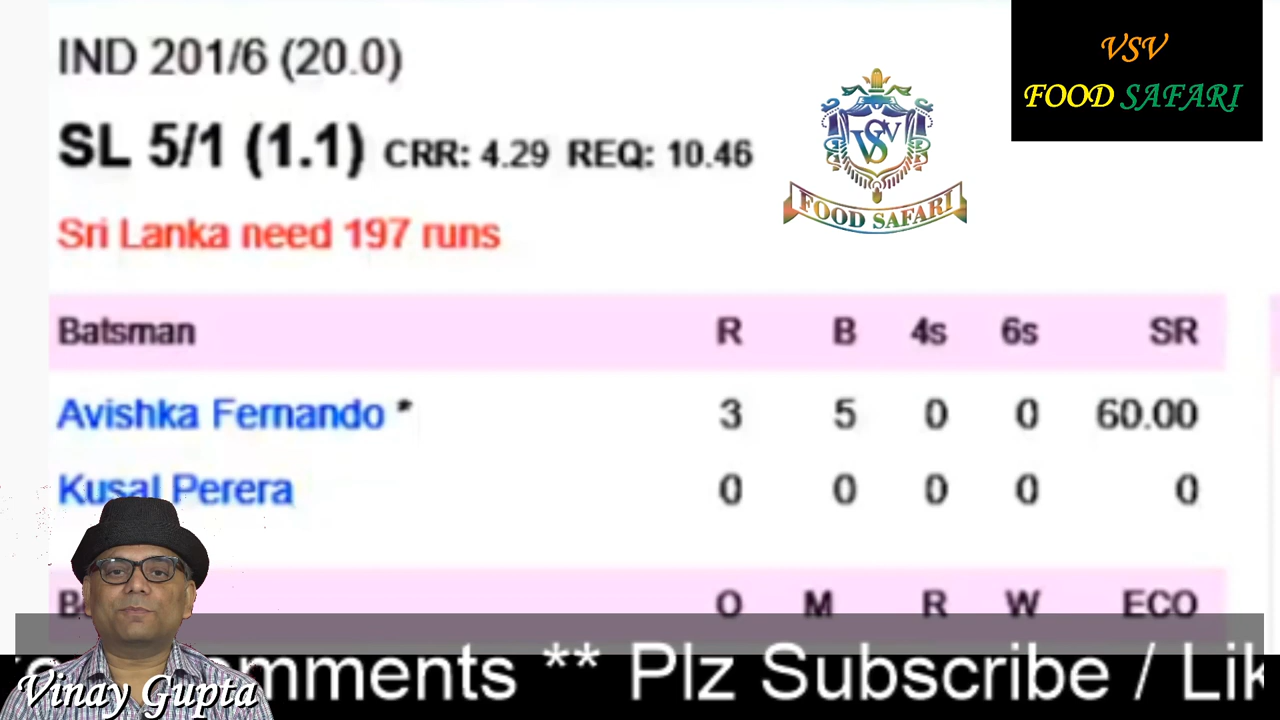 IND 201/6 (20.0)
VSV
FOOD SAFARI
SL 5/1 (1.1) CRR: 4.29 REQ: 10.46
VSV
FOOD SAFARI
Sri Lanka need 197 runs
Batsman R B 4s 6s SR
Avishka Fernando * 3 5 0 0 60.00
Kusal Perera 0 0 0 0 0
O M R W ECO
mments ** Plz Subscribe / Lik
Vinay Gupta